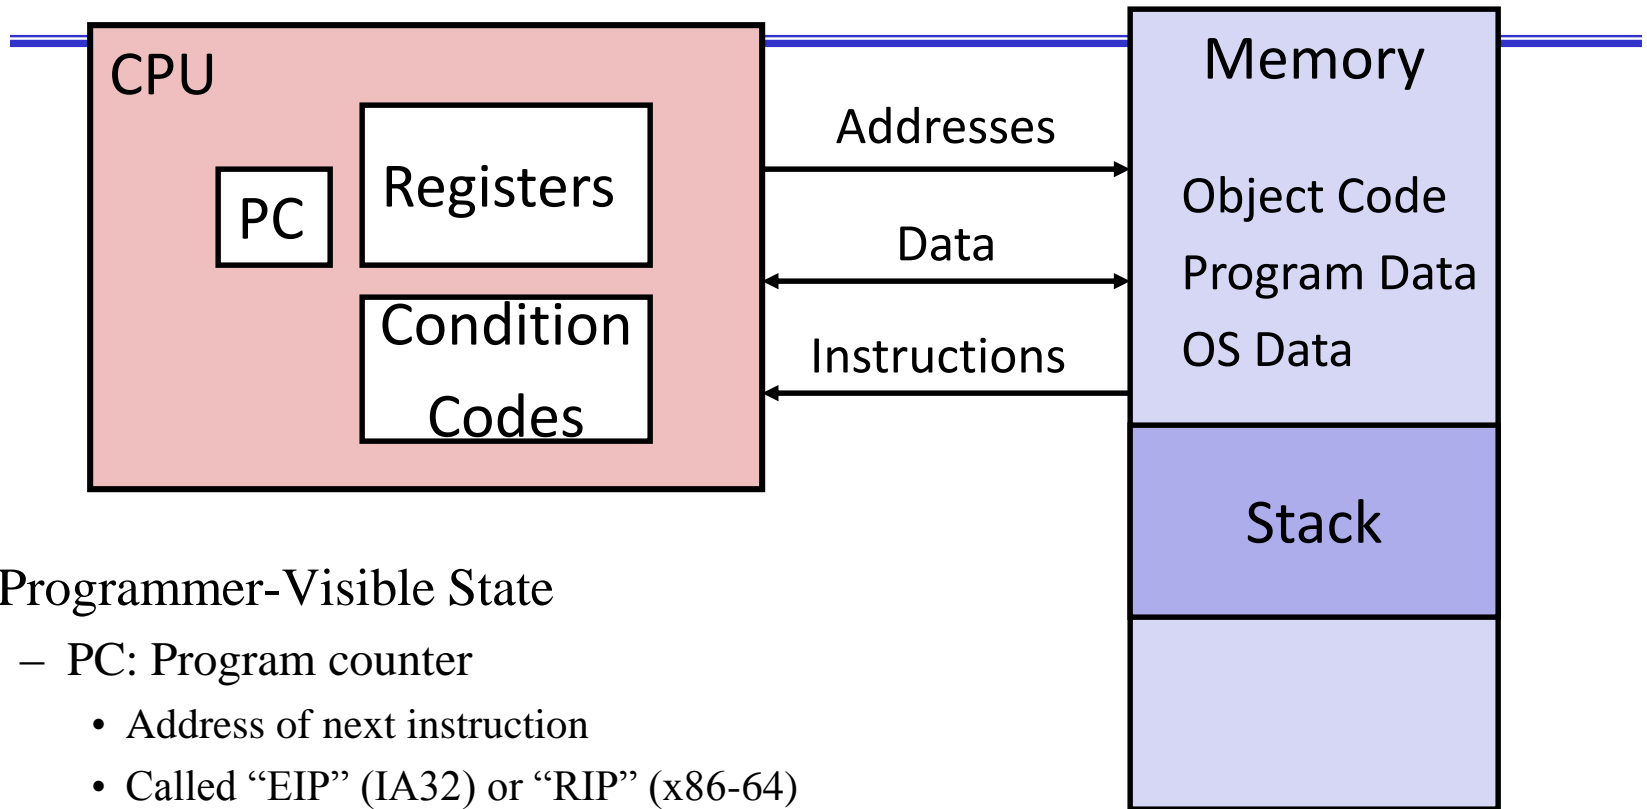 CPU
PC
Registers
Condition
Codes
Addresses
Data
Instructions
Memory
Object Code
Program Data
OS Data
Stack
Programmer-Visible State
– PC: Program counter
• Address of next instruction
• Called “EIP” (IA32) or “RIP” (x86-64)